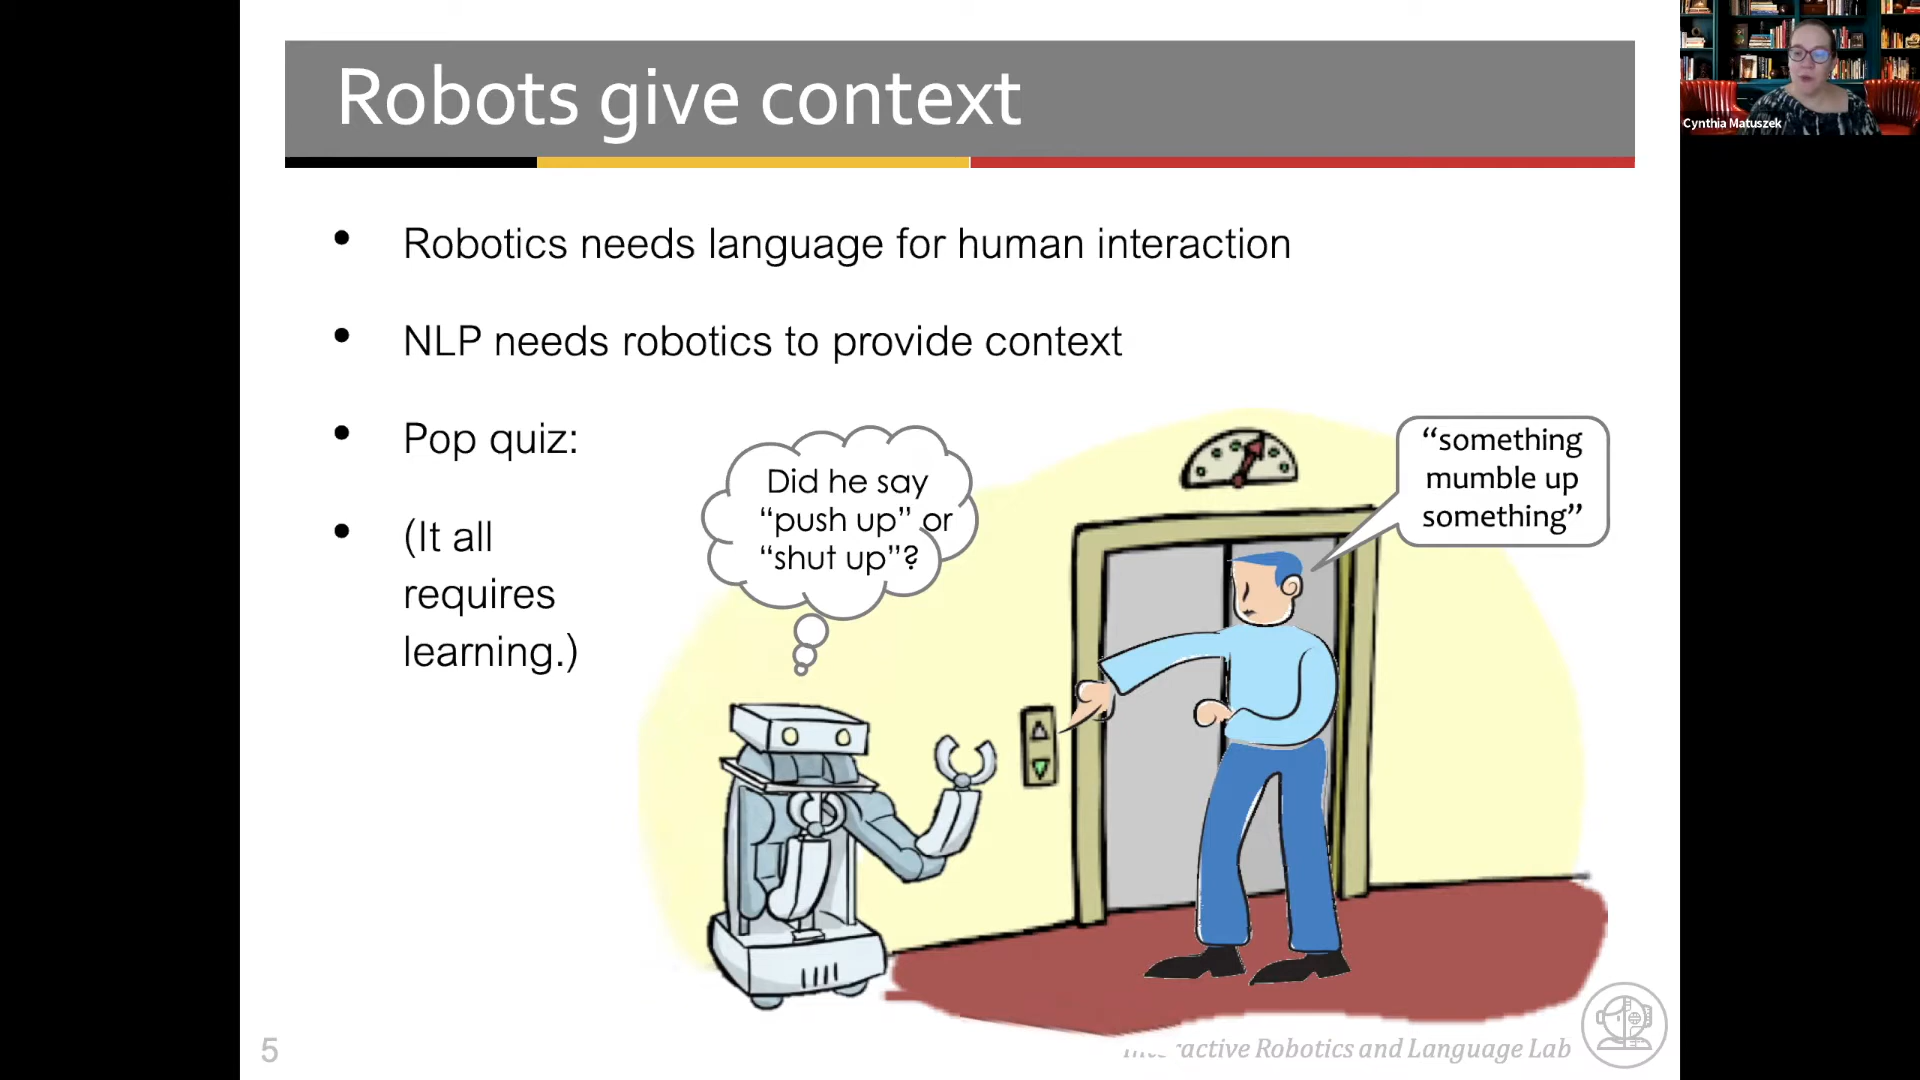 Robots give context
Cynthia Matuszek
• Robotics needs language for human interaction
• NLP needs robotics to provide context
• Pop quiz:
• (It all
requires
learning.)
Did he say
“push up” or
“shut up”?
“something
mumble up
something”
5
Robotics and Language Lab